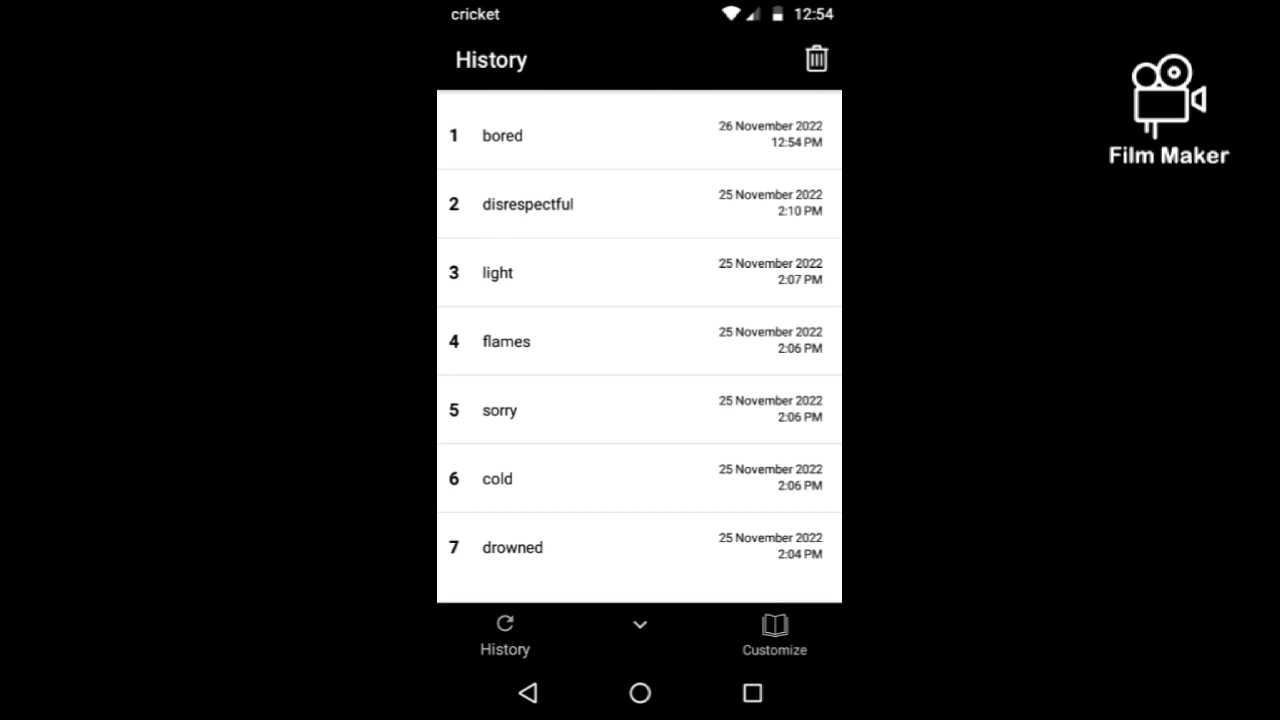 cricket 12:54
History
Film Maker
1 bored 26 November 2022
12:54 PM
2 disrespectful 25 November 2022
2:10 PM
3 light 25 November 2022
2:07 PM
4 flames 25 November 2022
2:06 PM
5 sorry 25 November 2022
2:06 PM
6 cold 25 November 2022
2:06 PM
7 drowned 25 November 2022
2:04 PM
History Customize